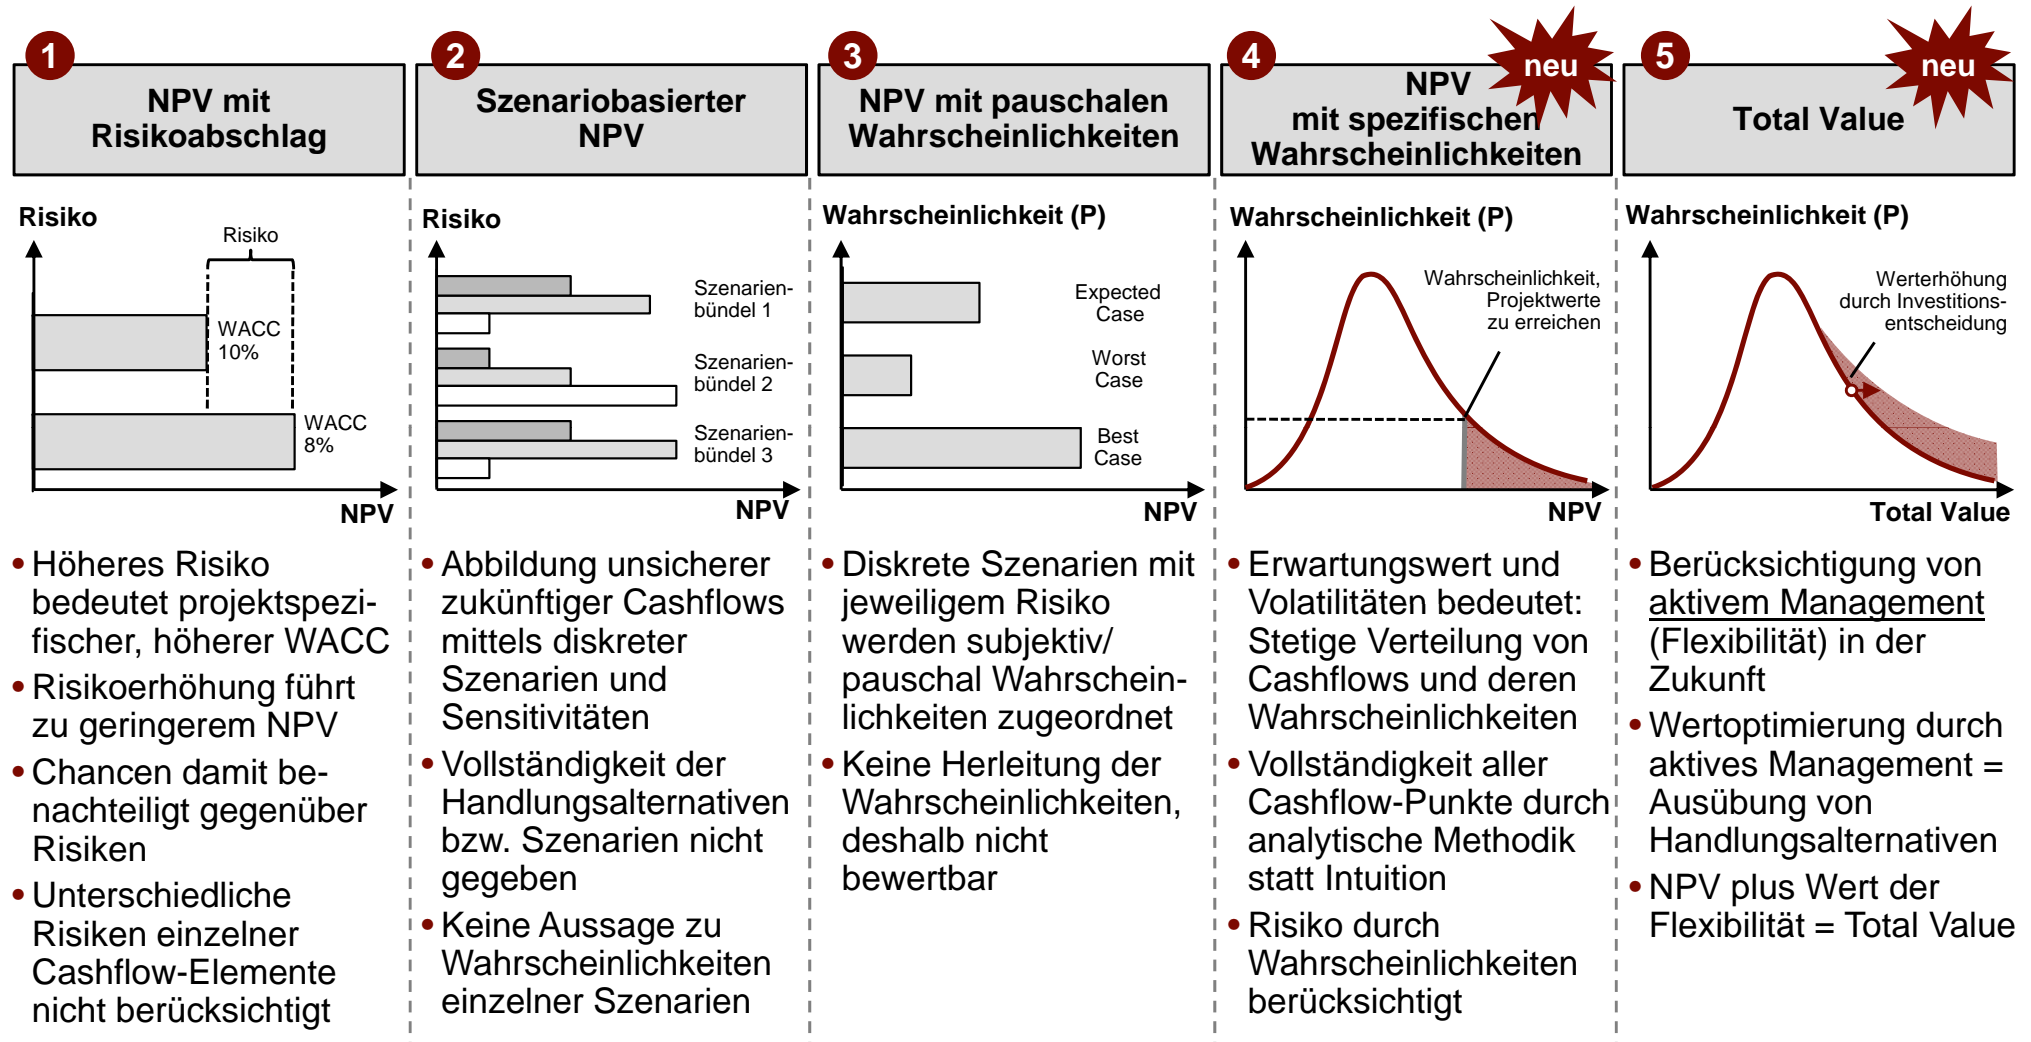 1
NPV mit
Risikoabschlag
Risiko
Risiko
WACC
10%
WACC
8%
NPV
• Höheres Risiko
bedeutet projektspezi-
fischer, höherer WACC
• Risikoerhöhung führt
zu geringerem NPV
• Chancen damit be-
nachteiligt gegenüber
Risiken
• Unterschiedliche
Risiken einzelner
Cashflow-Elemente
nicht berücksichtigt
2
Szenariobasierter
NPV
Risiko
Szenarien-
bündel 1
Szenarien-
bündel 2
Szenarien-
bündel 3
NPV
• Abbildung unsicherer
zukünftiger Cashflows
mittels diskreter
Szenarien und
Sensitivitäten
• Vollständigkeit der
Handlungsalternativen
bzw. Szenarien nicht
gegeben
• Keine Aussage zu
Wahrscheinlichkeiten
einzelner Szenarien
3
NPV mit pauschalen
Wahrscheinlichkeiten
Wahrscheinlichkeit (P)
Expected
Case
Worst
Case
Best
Case
NPV
• Diskrete Szenarien mit
jeweiligem Risiko
werden subjektiv/
pauschal Wahrschein-
lichkeiten zugeordnet
• Keine Herleitung der
Wahrscheinlichkeiten,
deshalb nicht
bewertbar
4
neu
NPV
mit spezifischen
Wahrscheinlichkeiten
Wahrscheinlichkeit (P)
Wahrscheinlichkeit,
Projektwerte
zu erreichen
NPV
• Erwartungswert und
Volatilitäten bedeutet:
Stetige Verteilung von
Cashflows und deren
Wahrscheinlichkeiten
• Vollständigkeit aller
Cashflow-Punkte durch
analytische Methodik
statt Intuition
• Risiko durch
Wahrscheinlichkeiten
berücksichtigt
5
neu
Total Value
Wahrscheinlichkeit (P)
Werterhöhung
durch Investitions-
entscheidung
Total Value
• Berücksichtigung von
aktivem Management
(Flexibilität) in der
Zukunft
• Wertoptimierung durch
aktives Management =
Ausübung von
Handlungsalternativen
• NPV plus Wert der
Flexibilität = Total Value